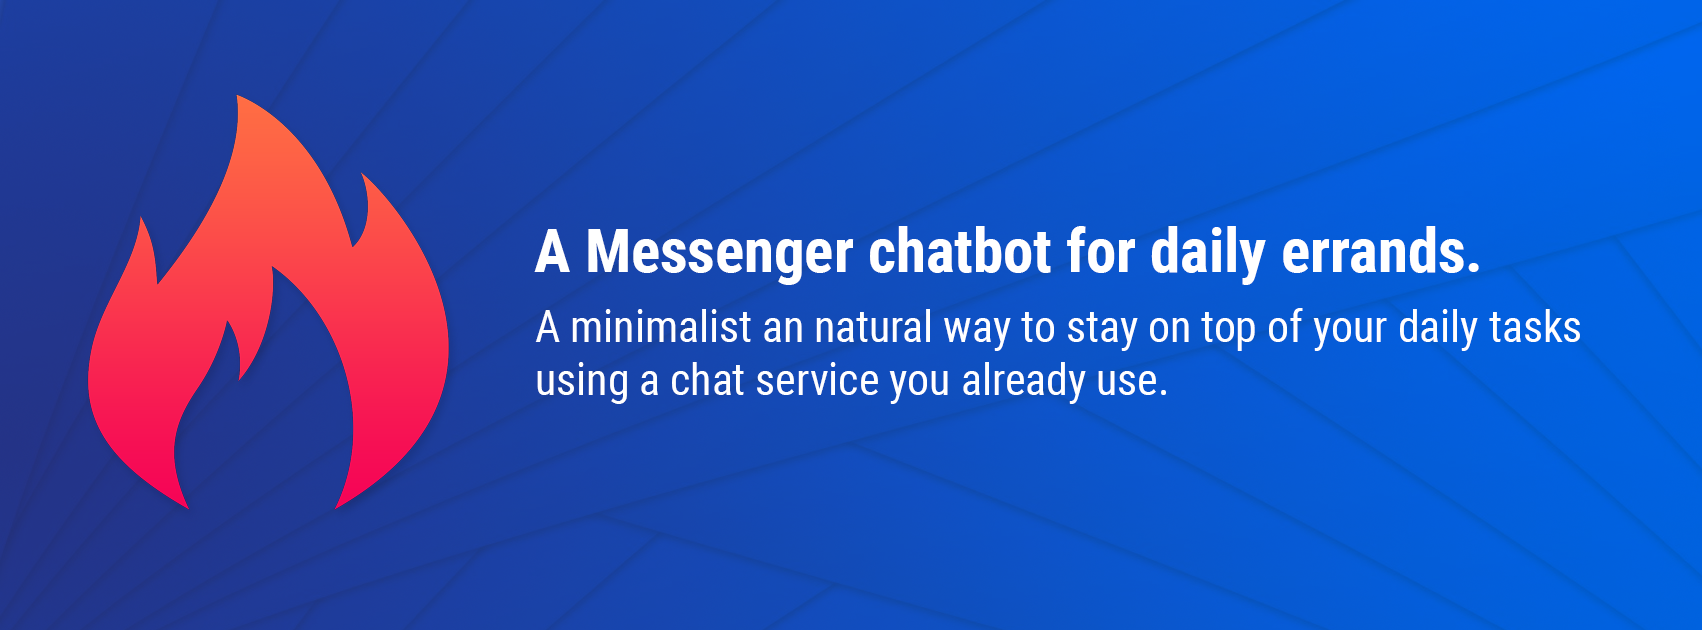 A Messenger chatbot for daily errands.
A minimalist an natural way to stay on top of your daily tasks
using a chat service you already use.